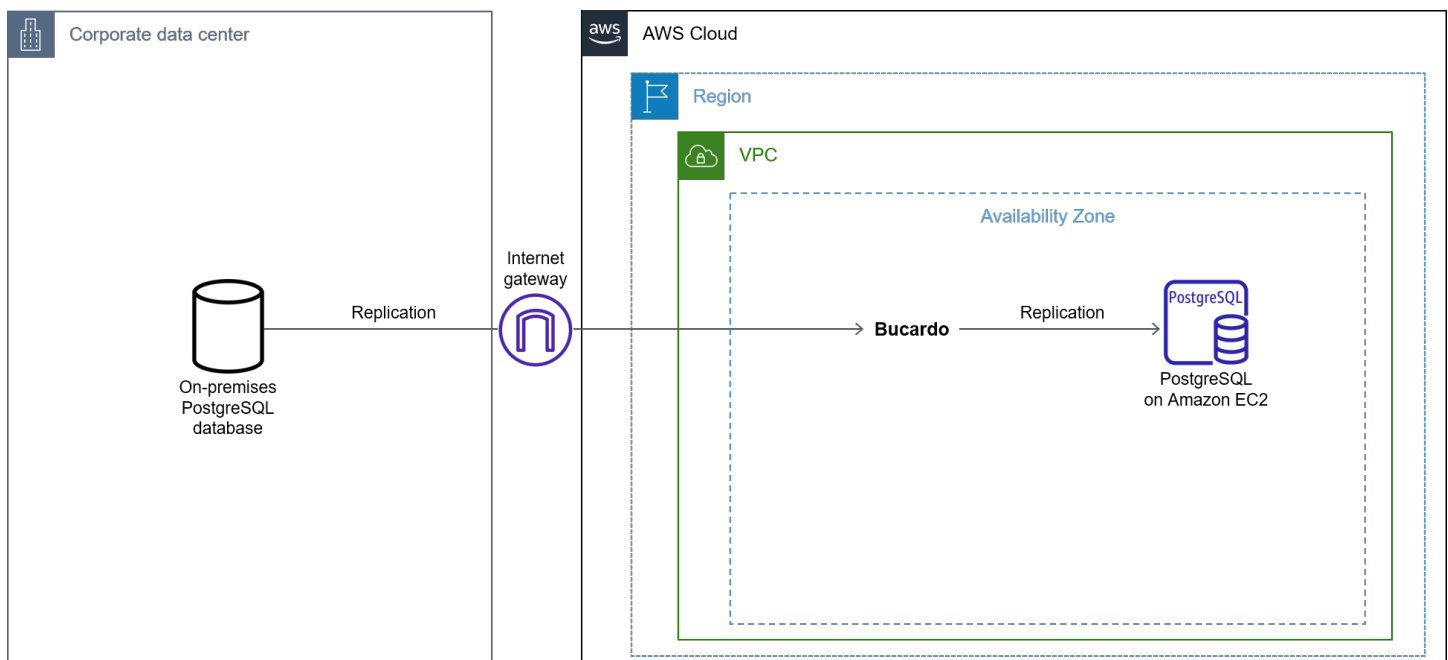 Corporate data center
aws
AWS Cloud
Region
VPC
Availability Zone
Internet
gateway
Replication
Bucardo
Replication
PostgreSQL
On-premises
PostgreSQL
database
PostgreSQL
on Amazon EC2